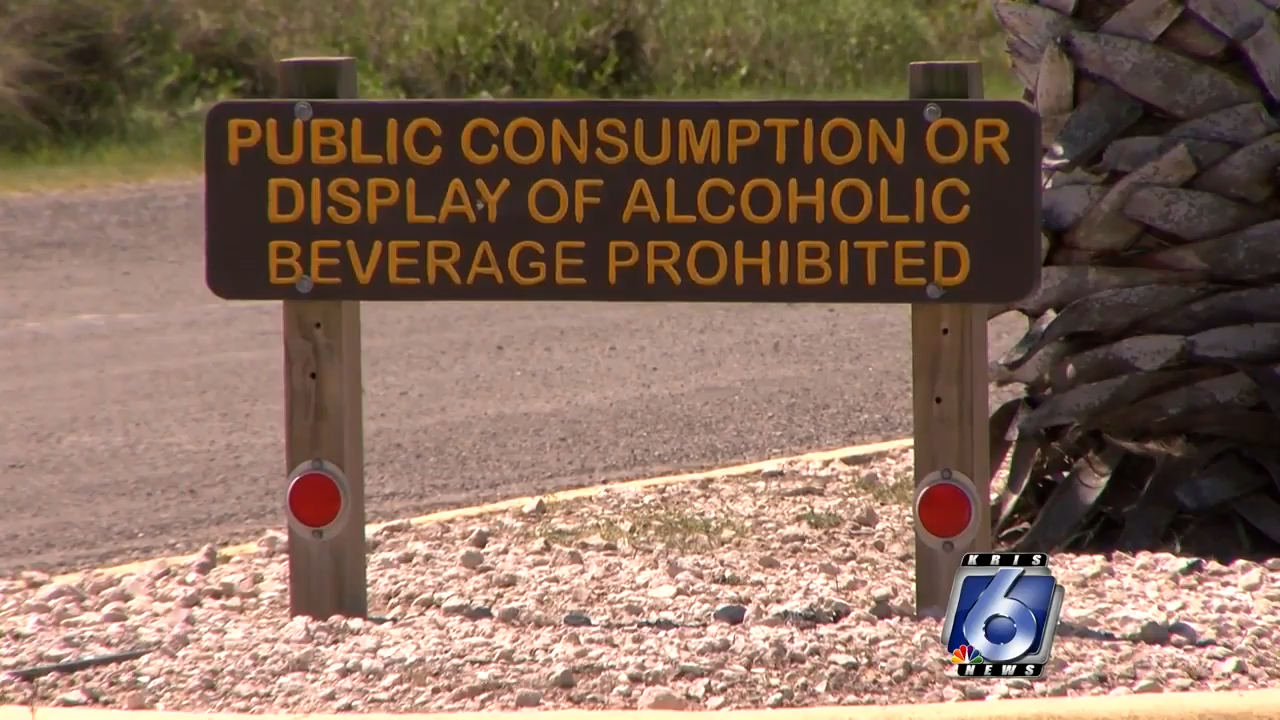 PUBLIC CONSUMPTION OR
DISPLAY OF ALCOHOLIC
BEVERAGE PROHIBITED
KRIS
6
NEWS